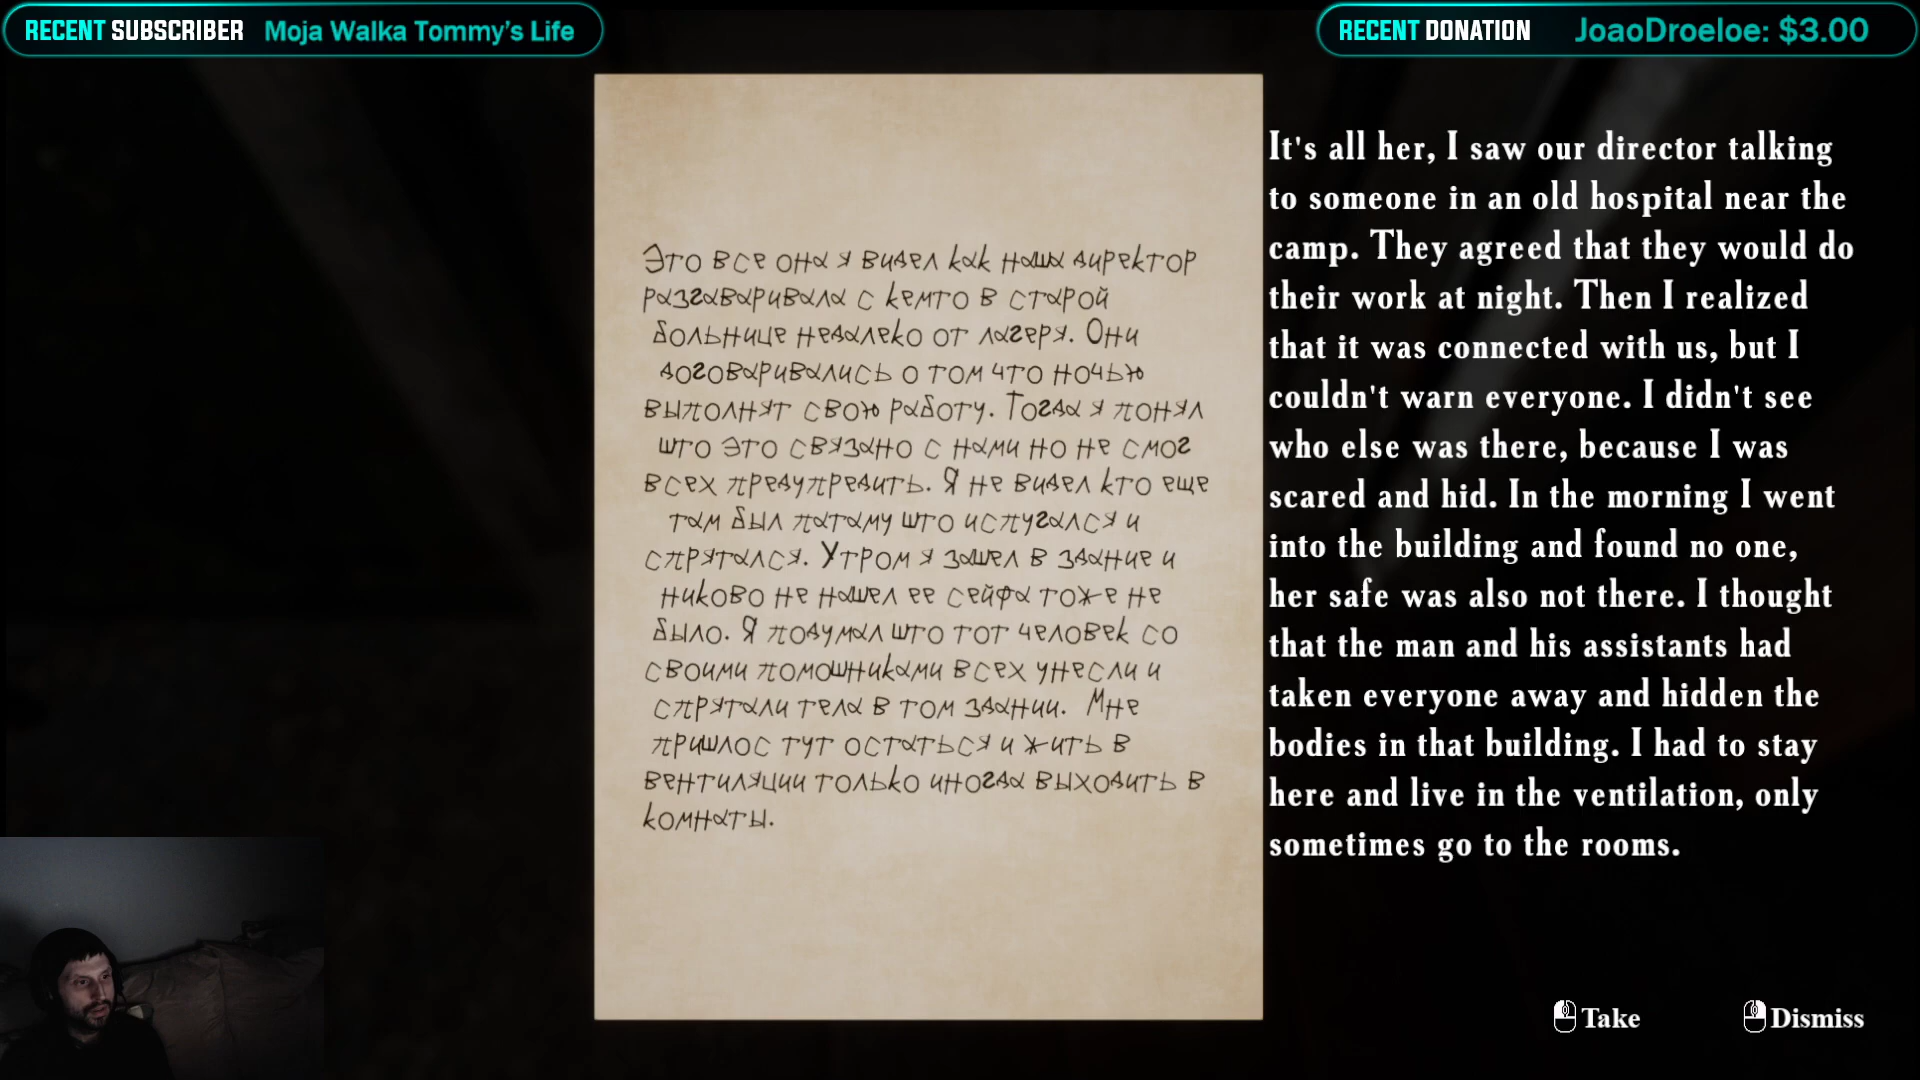 RECENT SUBSCRIBER Moja Walka Tommy's Life
RECENT DONATION JoaoDroeloe: $3.00
Это все она я видел как наша директор
разгаваривала с кемто в старой
больнице недалеко от лагеря. Они
договаривались о том что ночью
выполнят свою работу. Тогда я понял
што это связано с нами но не смог
всех предупредить. Я не видел кто еще
там был патаму што испугался и
спрятался. Утром я зашел в здание и
никово не нашел ее сейфа тоже не
было. Я подумал што тот человек со
своими помошниками всех унесли и
спрятали тела в том здании. Мне
пришлос тут остаться и жить в
вентиляции только иногда выходить в
комнаты.
It's all her, I saw our director talking
to someone in an old hospital near the
camp. They agreed that they would do
their work at night. Then I realized
that it was connected with us, but I
couldn't warn everyone. I didn't see
who else was there, because I was
scared and hid. In the morning I went
into the building and found no one,
her safe was also not there. I thought
that the man and his assistants had
taken everyone away and hidden the
bodies in that building. I had to stay
here and live in the ventilation, only
sometimes go to the rooms.
Take
Dismiss